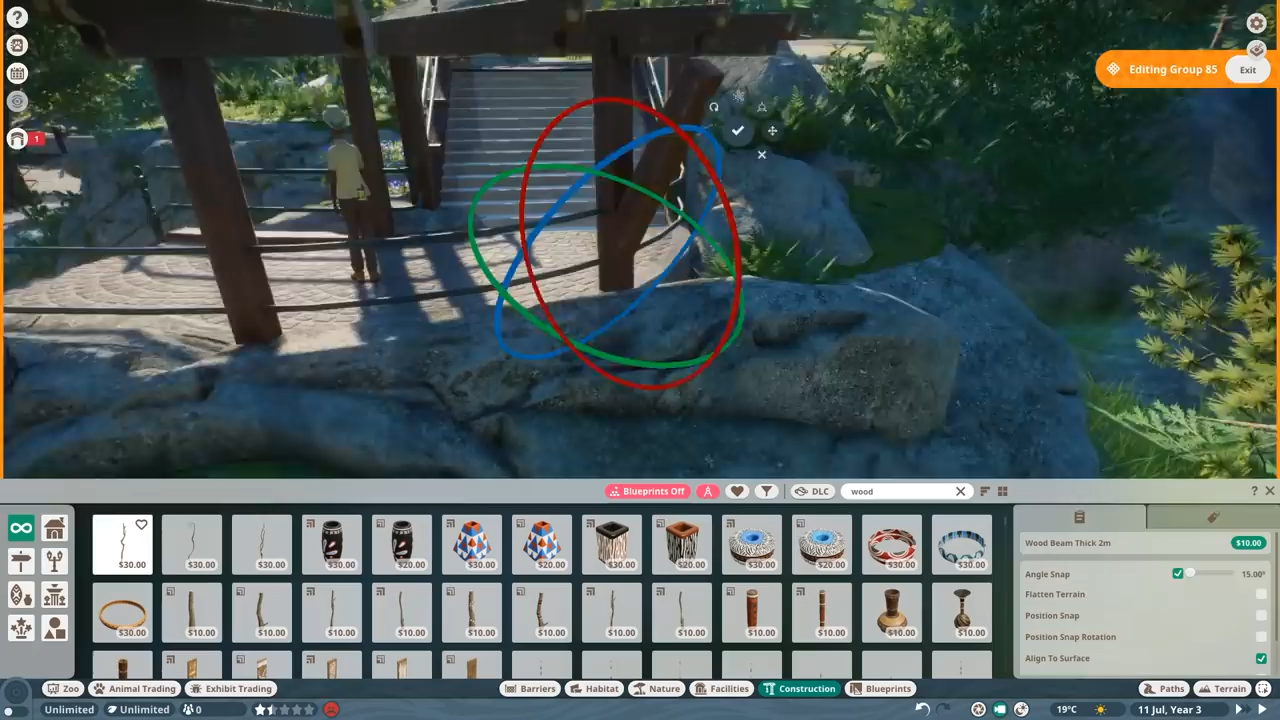 Editing Group 85
Exit
1
Blueprints Off
DLC
wood
$30.00 $30.00 $30.00 $30.00 $20.00 $30.00 $20.00 $30.00 $20.00 $30.00 $20.00 $30.00 $30.00
$30.00 $10.00 $10.00 $10.00 $10.00 $10.00 $10.00 $10.00 $10.00 $10.00 $10.00 $10.00 $10.00
Wood Beam Thick 2m $10.00
Angle Snap 15.00°
Flatten Terrain
Position Snap
Position Snap Rotation
Align To Surface
Zoo Animal Trading Exhibit Trading Barriers Habitat Nature Facilities Construction Blueprints Paths Terrain
Unlimited Unlimited 0 19°C 11 Jul, Year 3